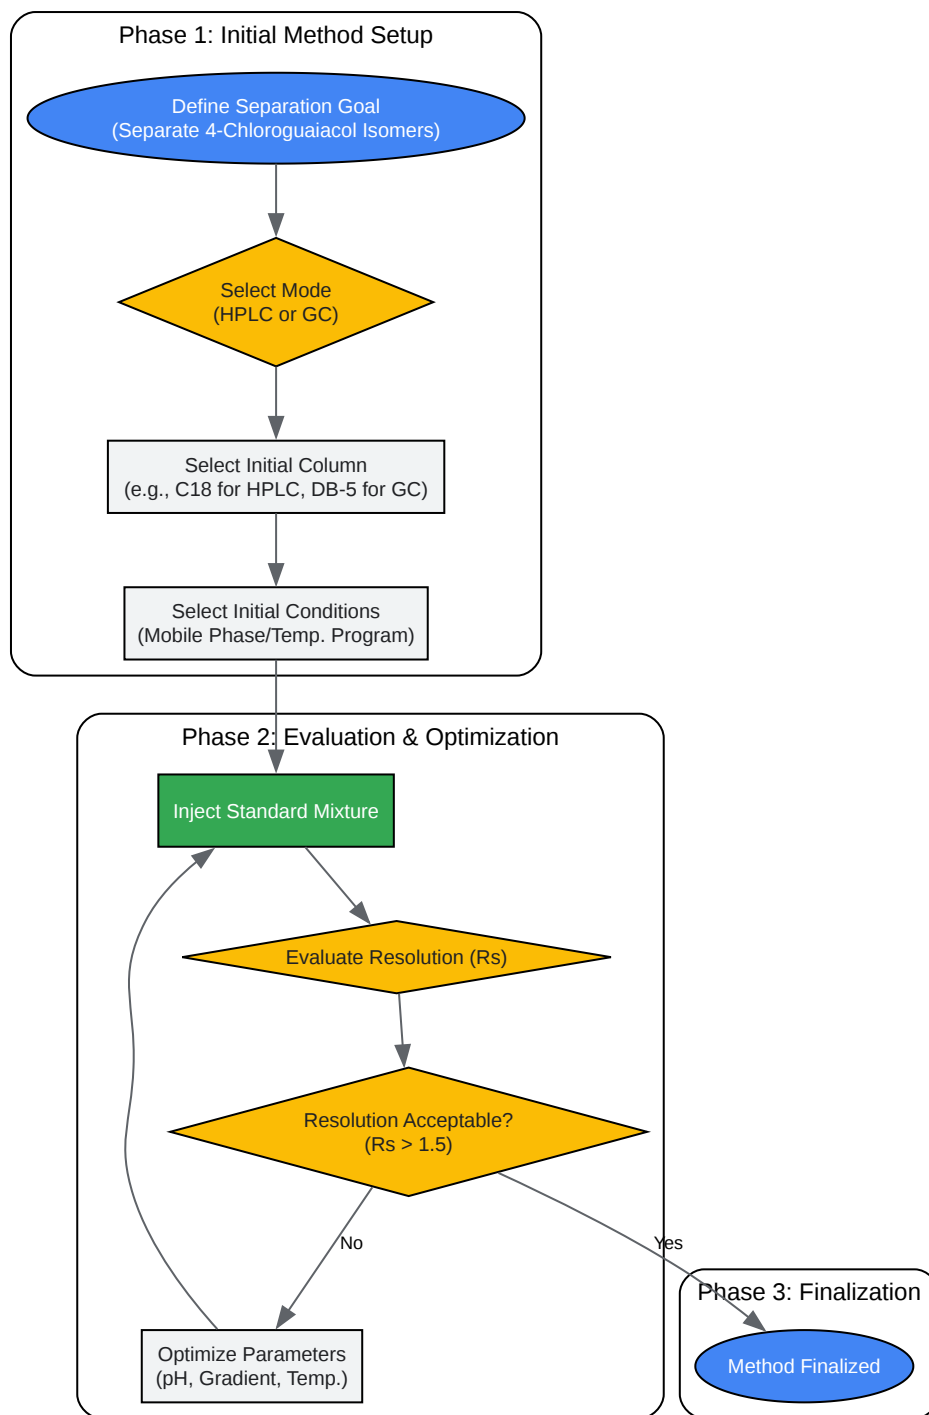 Phase 1: Initial Method Setup
Define Separation Goal
(Separate 4-Chloroguaiacol Isomers)
Select Mode
(HPLC or GC)
Select Initial Column
(e.g., C18 for HPLC, DB-5 for GC)
Select Initial Conditions
(Mobile Phase/Temp. Program)
Phase 2: Evaluation & Optimization
Inject Standard Mixture
Evaluate Resolution (Rs)
Resolution Acceptable?
(Rs > 1.5)
No
Yes
Optimize Parameters
(pH, Gradient, Temp.)
Phase 3: Finalization
Method Finalized